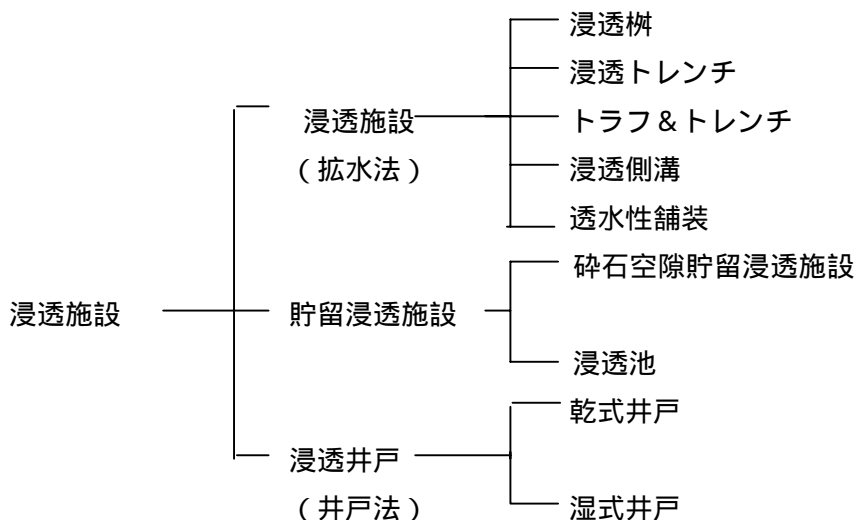 浸透桝
浸透トレンチ
浸透施設
トラフ＆トレンチ
（拡水法）
浸透側溝
透水性舗装
砕石空隙貯留浸透施設
浸透施設
貯留浸透施設
浸透池
乾式井戸
浸透井戸
（井戸法）
湿式井戸